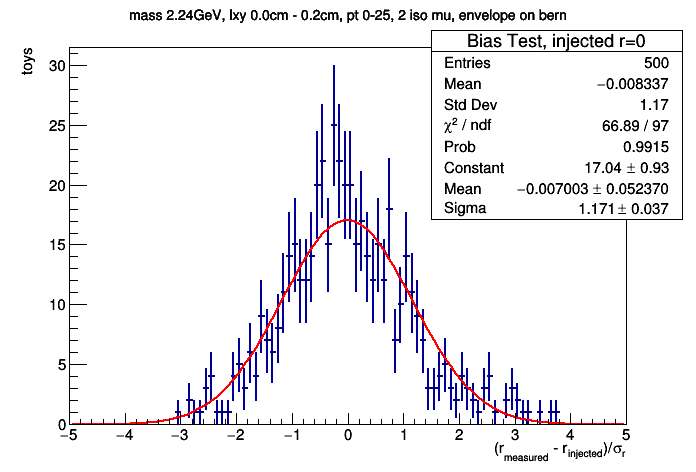 mass 2.24GeV, lxy 0.0cm - 0.2cm, pt 0-25, 2 iso mu, envelope on bern
Bias Test, injected r=0
Entries 500
Mean −0.008337
Std Dev 1.17
χ² / ndf 66.89 / 97
Prob 0.9915
Constant 17.04 ± 0.93
Mean −0.007003 ± 0.052370
Sigma 1.171 ± 0.037
toys
30
25
20
15
10
5
0
−5 −4 −3 −2 −1 0 1 2 3 4 5
(r_measured - r_injected)/σ_r